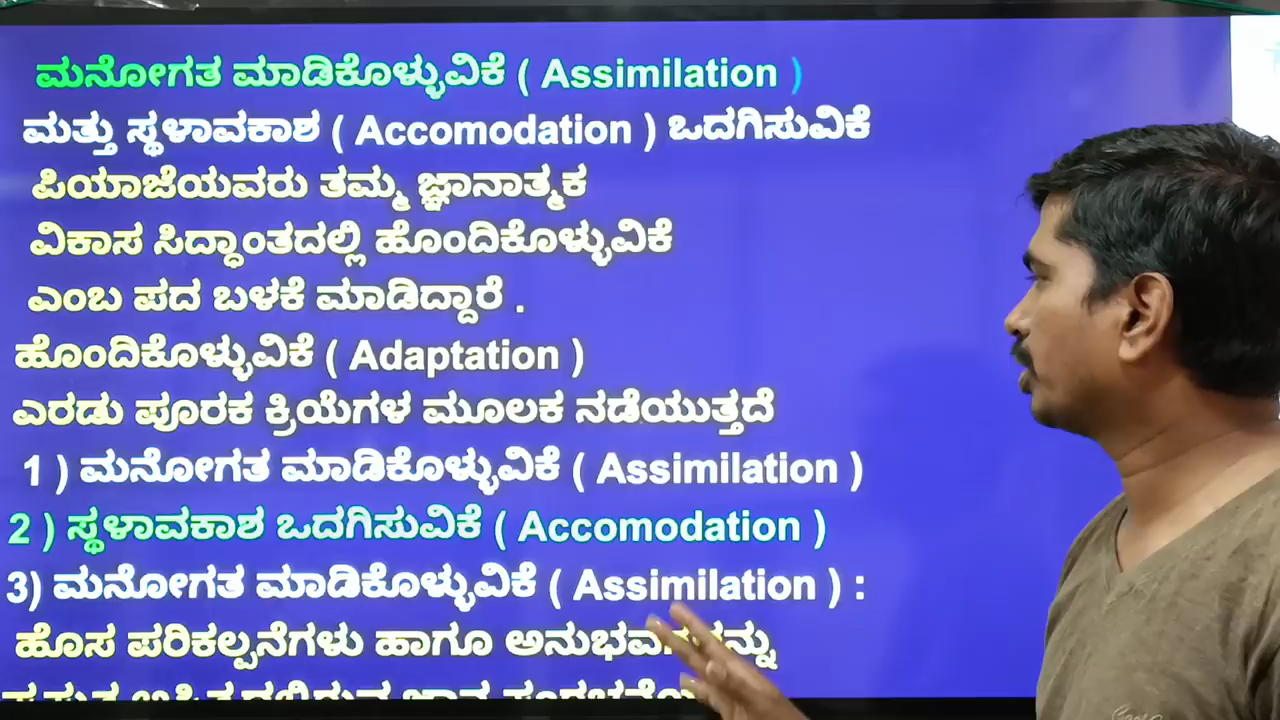 ಮನೋಗತ ಮಾಡಿಕೊಳ್ಳುವಿಕೆ ( Assimilation )
ಮತ್ತು ಸ್ಥಳಾವಕಾಶ ( Accomodation ) ಒದಗಿಸುವಿಕೆ
ಪಿಯಾಜೆಯವರು ತಮ್ಮ ಜ್ಞಾನಾತ್ಮಕ
ವಿಕಾಸ ಸಿದ್ಧಾಂತದಲ್ಲಿ ಹೊಂದಿಕೊಳ್ಳುವಿಕೆ
ಎಂಬ ಪದ ಬಳಕೆ ಮಾಡಿದ್ದಾರೆ .
ಹೊಂದಿಕೊಳ್ಳುವಿಕೆ ( Adaptation )
ಎರಡು ಪೂರಕ ಕ್ರಿಯೆಗಳ ಮೂಲಕ ನಡೆಯುತ್ತದೆ
1 ) ಮನೋಗತ ಮಾಡಿಕೊಳ್ಳುವಿಕೆ ( Assimilation )
2 ) ಸ್ಥಳಾವಕಾಶ ಒದಗಿಸುವಿಕೆ ( Accomodation )
3) ಮನೋಗತ ಮಾಡಿಕೊಳ್ಳುವಿಕೆ ( Assimilation ) :
ಹೊಸ ಪರಿಕಲ್ಪನೆಗಳು ಹಾಗೂ